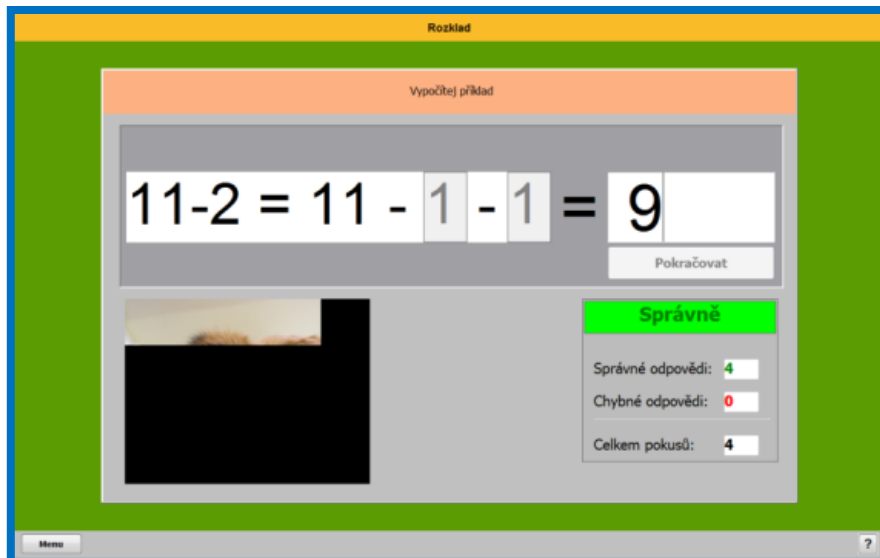 Rozklad
Vypočítej příklad
11-2 = 11 - 1 - 1 = 9
Pokračovat
Správně
Správné odpovědi: 4
Chybné odpovědi: 0
Celkem pokusů: 4
Menu ?